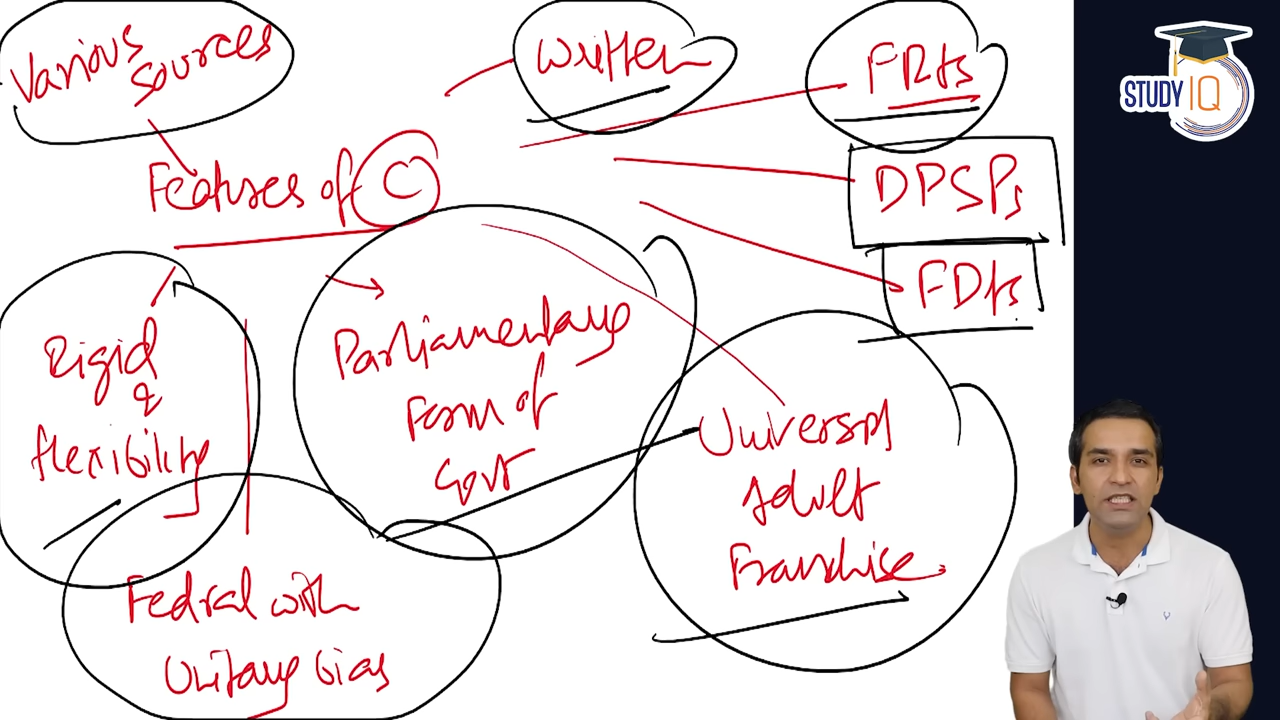 Various
sources
written
FRts
STUDY IQ
Features of C
DPSPs
FDts
Rigid
&
flexibility
Parliamentary
Form of
Govt
Universal
Adult
Franchise
Fedral with
Unitary bias